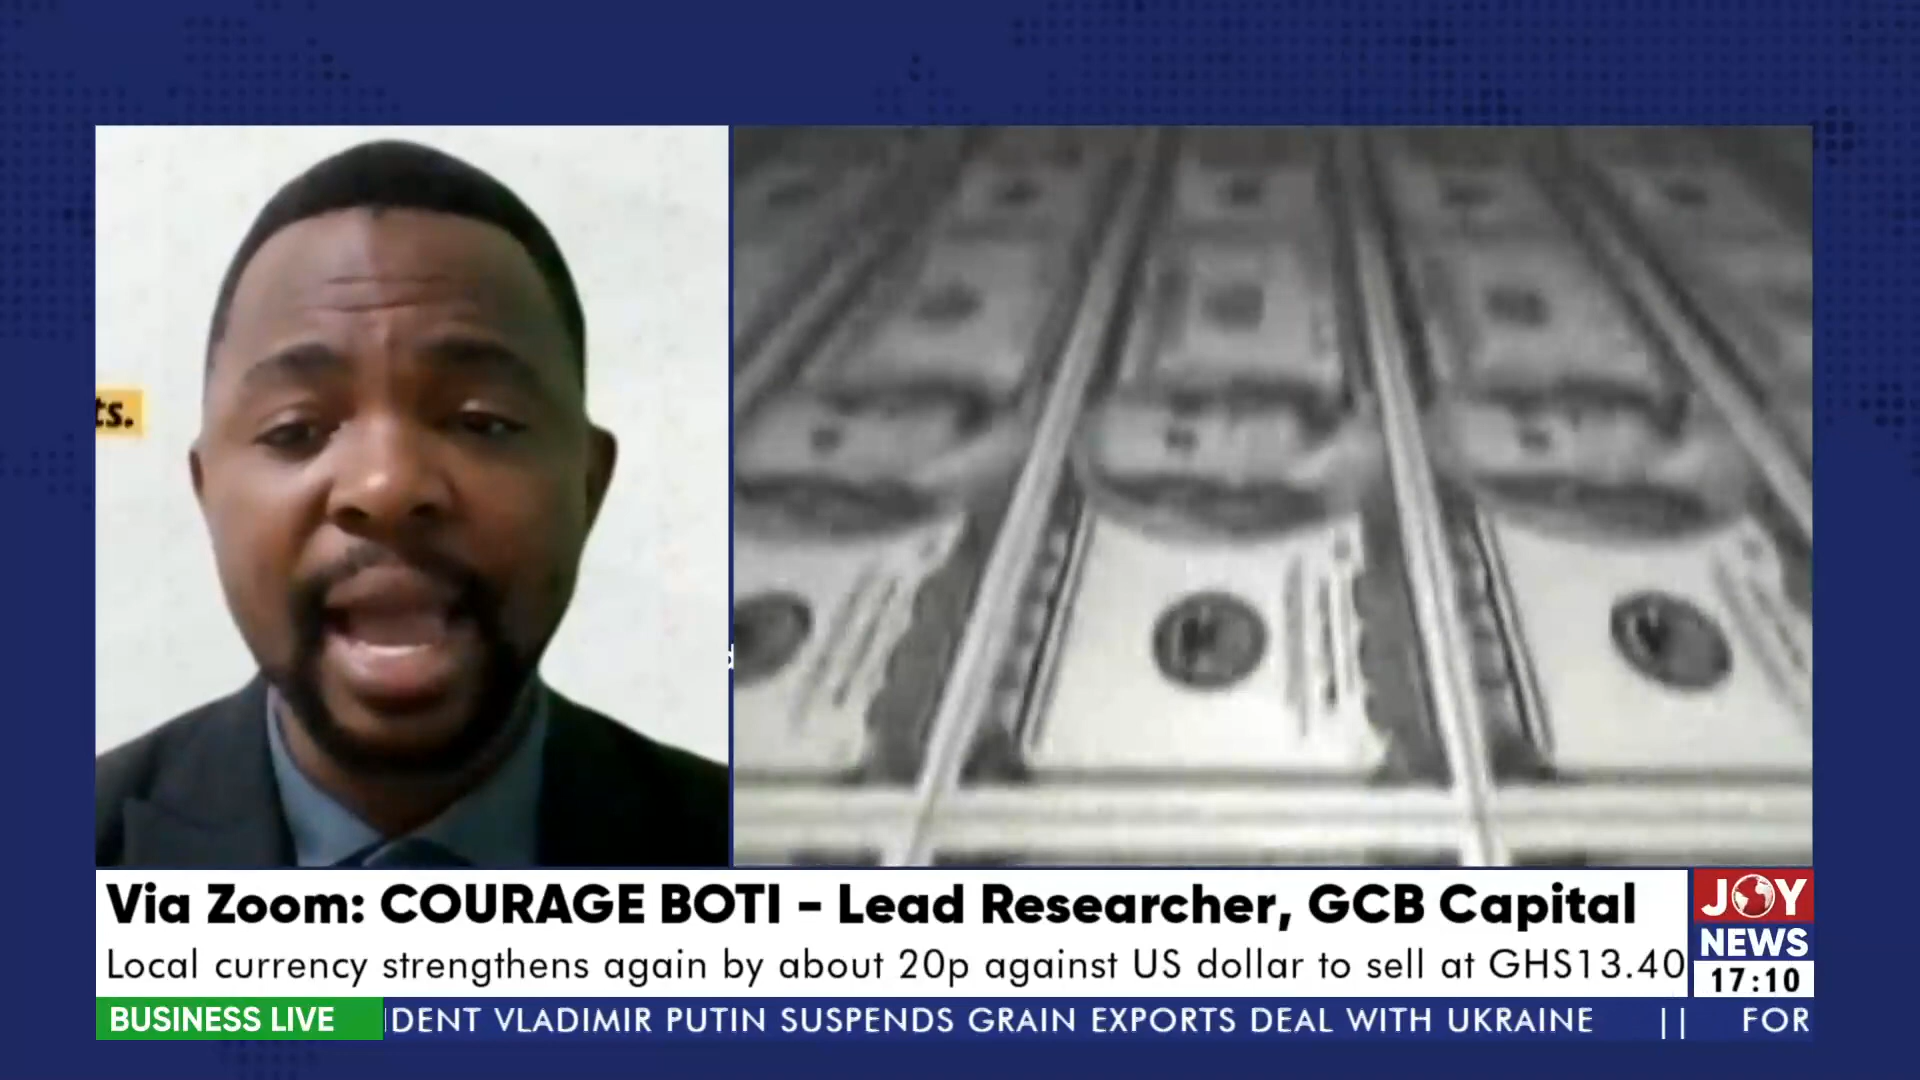 ts.
Via Zoom: COURAGE BOTI – Lead Researcher, GCB Capital
Local currency strengthens again by about 20p against US dollar to sell at GHS13.40
JOY
NEWS
17:10
BUSINESS LIVE
IDENT VLADIMIR PUTIN SUSPENDS GRAIN EXPORTS DEAL WITH UKRAINE || FOR